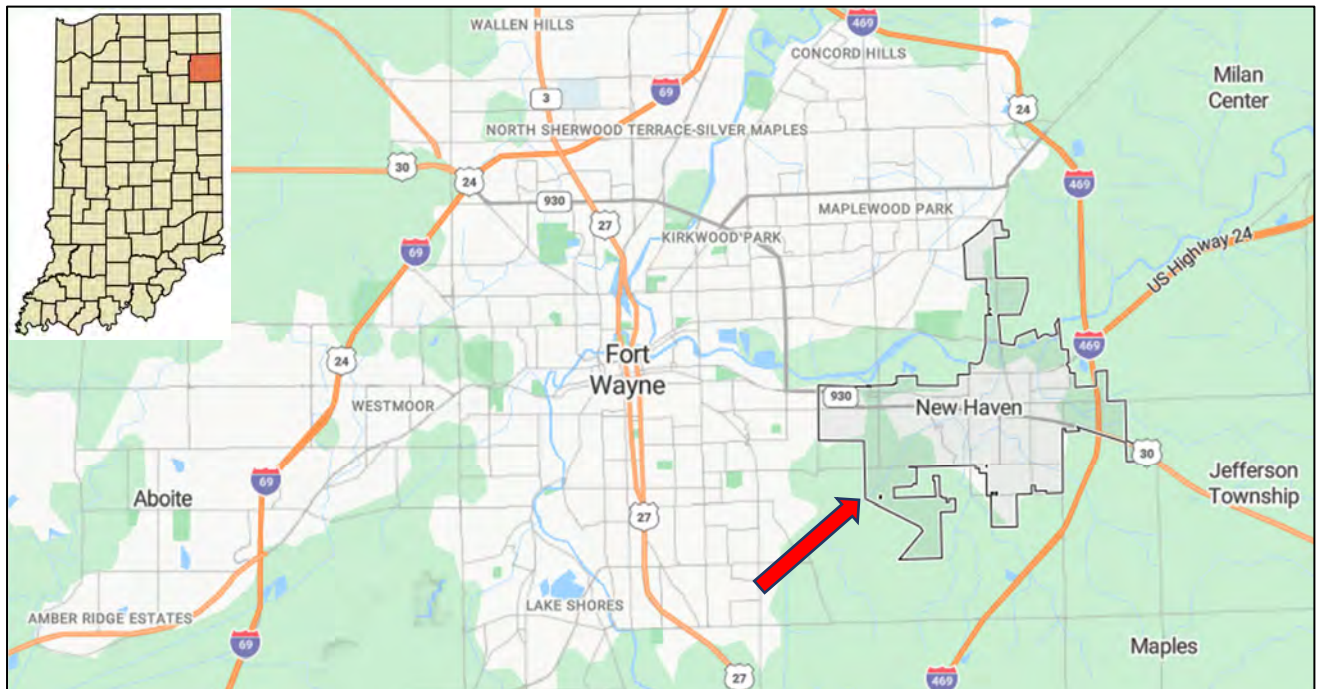 WALLEN HILLS
469
CONCORD HILLS
Milan
Center
3
69
24
NORTH SHERWOOD TERRACE-SILVER MAPLES
30
24
469
930
MAPLEWOOD PARK
27
KIRKWOOD PARK
69
US Highway 24
24
469
Fort
Wayne
930
New Haven
WESTMOOR
30
69
Aboite
Jefferson
Township
27
LAKE SHORES
AMBER RIDGE ESTATES
69
Maples
27
469